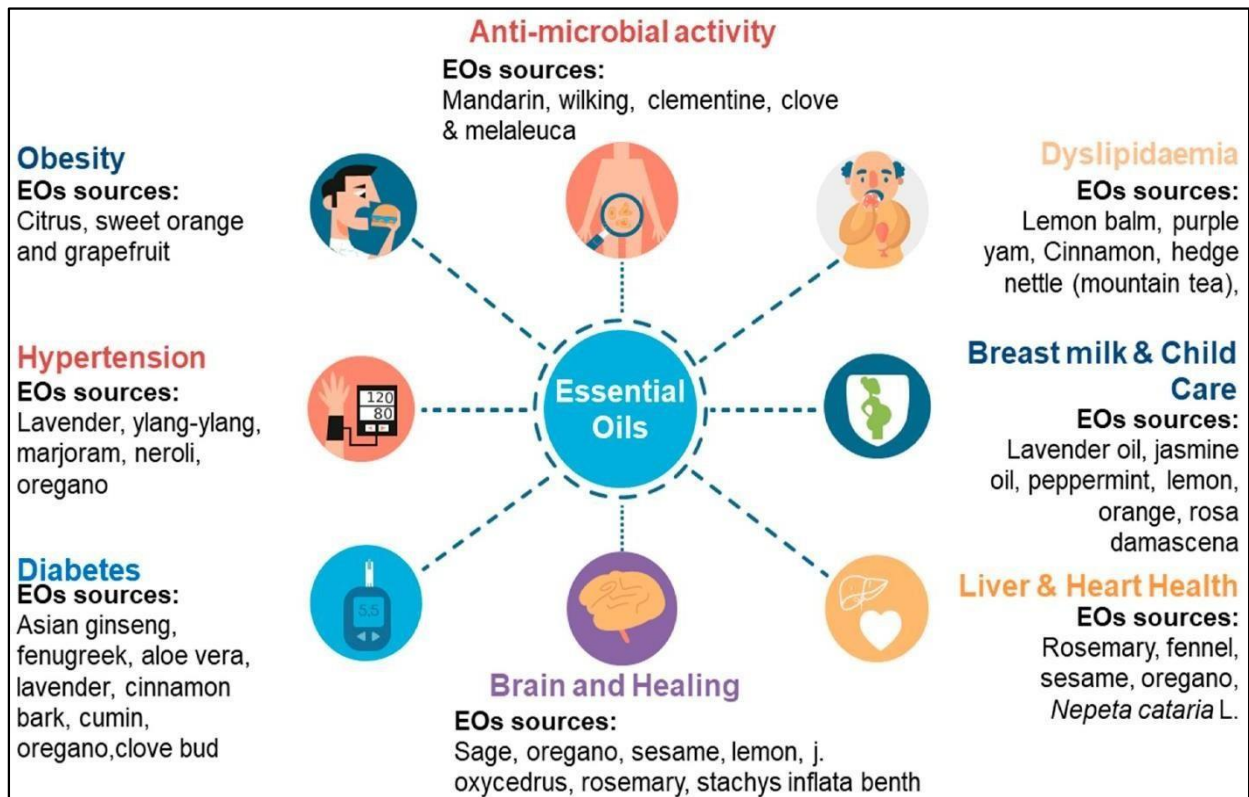 Anti-microbial activity
EOs sources:
Mandarin, wilking, clementine, clove
& melaleuca
Obesity
EOs sources:
Citrus, sweet orange
and grapefruit
Dyslipidaemia
EOs sources:
Lemon balm, purple
yam, Cinnamon, hedge
nettle (mountain tea),
Hypertension
EOs sources:
Lavender, ylang-ylang,
marjoram, neroli,
oregano
120
80
Essential
Oils
Breast milk & Child
Care
EOs sources:
Lavender oil, jasmine
oil, peppermint, lemon,
orange, rosa
damascena
Diabetes
EOs sources:
Asian ginseng,
fenugreek, aloe vera,
lavender, cinnamon
bark, cumin,
oregano,clove bud
5,5
Brain and Healing
EOs sources:
Sage, oregano, sesame, lemon, j.
oxycedrus, rosemary, stachys inflata benth
Liver & Heart Health
EOs sources:
Rosemary, fennel,
sesame, oregano,
Nepeta cataria L.